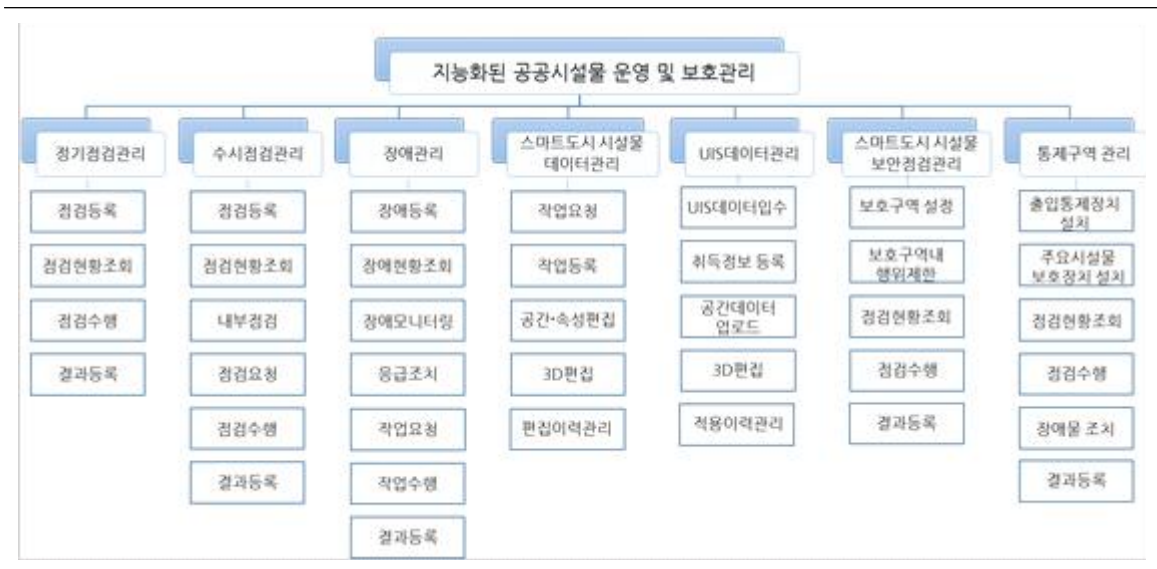 지능화된 공공시설물 운영 및 보호관리
정기점검관리
점검등록
점검현황조회
점검수행
결과등록
수시점검관리
점검등록
점검현황조회
내부점검
점검요청
점검수행
결과등록
장애관리
장애등록
장애현황조회
장애모니터링
응급조치
작업요청
작업수행
결과등록
스마트도시 시설물
데이터관리
작업요청
작업등록
공간·속성편집
3D편집
편집이력관리
UIS데이터관리
UIS데이터입수
취득정보 등록
공간데이터
업로드
3D편집
적용이력관리
스마트도시 시설물
보안점검관리
보호구역 설정
보호구역내
행위제한
점검현황조회
점검수행
결과등록
통제구역 관리
출입통제장치
설치
주요시설물
보호장치 설치
점검현황조회
점검수행
장애물 조치
결과등록